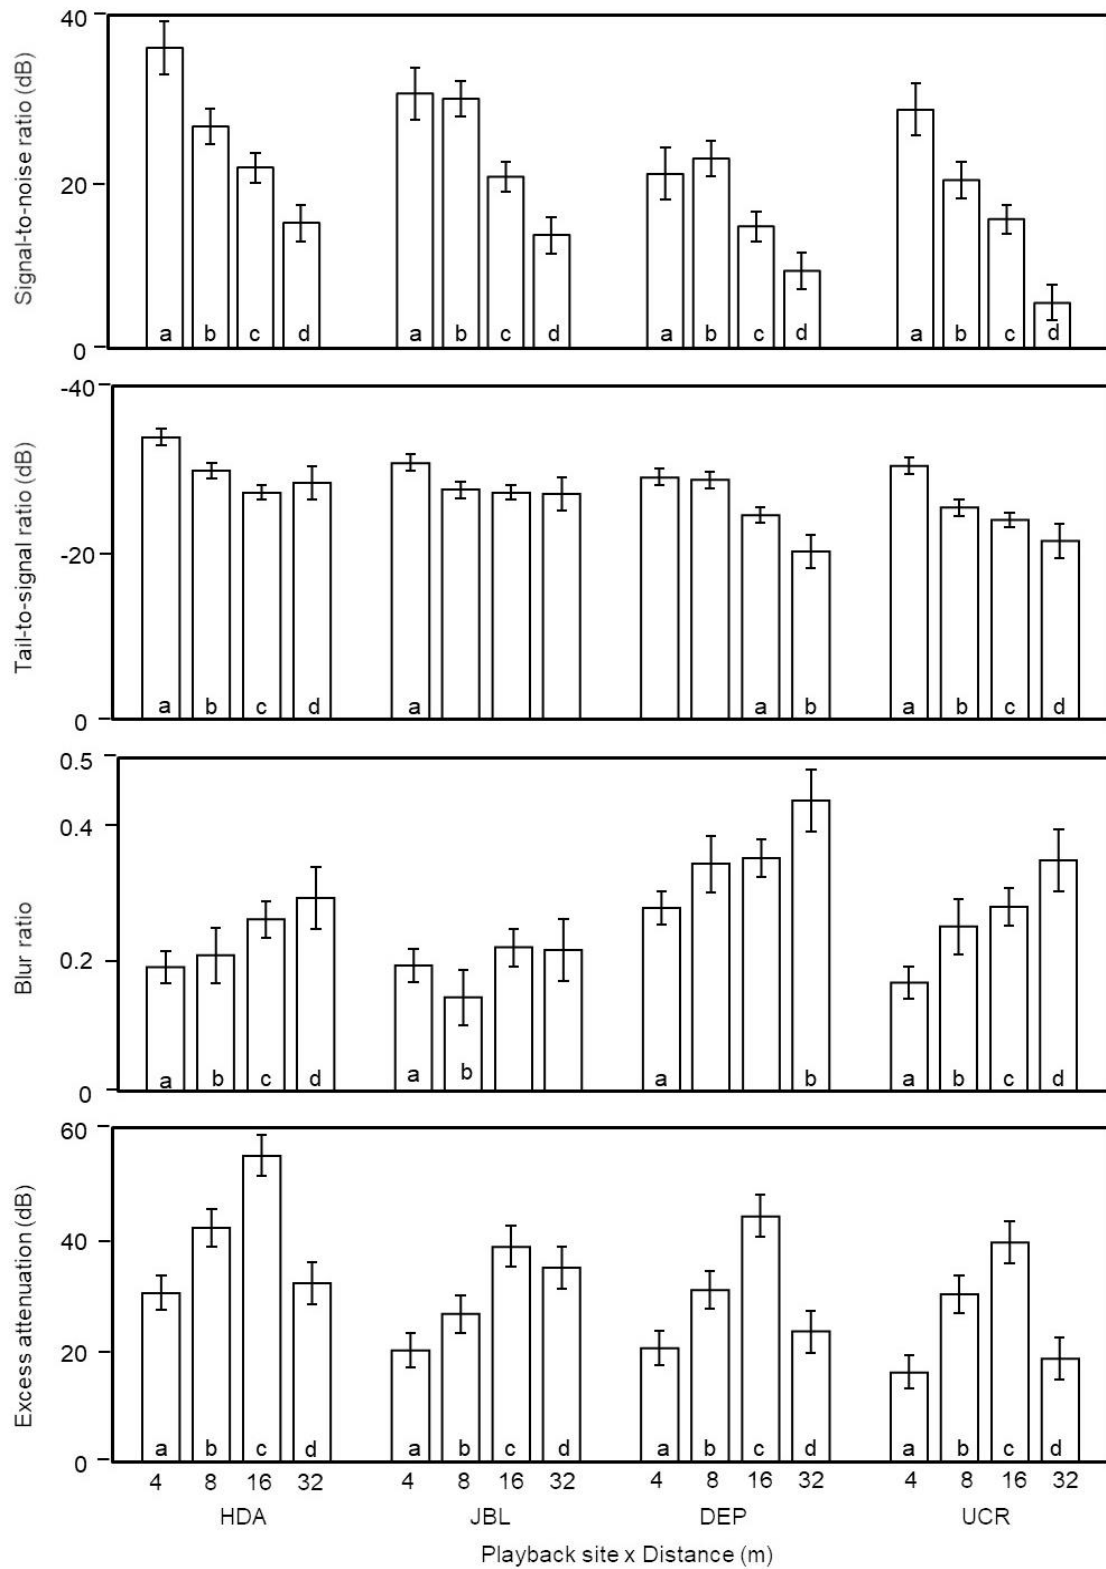 Signal-to-noise ratio (dB)
40
20
0
a b c d a b c d a b c d a b c d
Tail-to-signal ratio (dB)
-40
-20
0
a b c d a a b a b c d
Blur ratio
0.5
0.4
0.2
0
a b c d a b a b a b c d
Excess attenuation (dB)
60
40
20
0
a b c d a b c d a b c d a b c d
4 8 16 32 4 8 16 32 4 8 16 32 4 8 16 32
HDA JBL DEP UCR
Playback site x Distance (m)